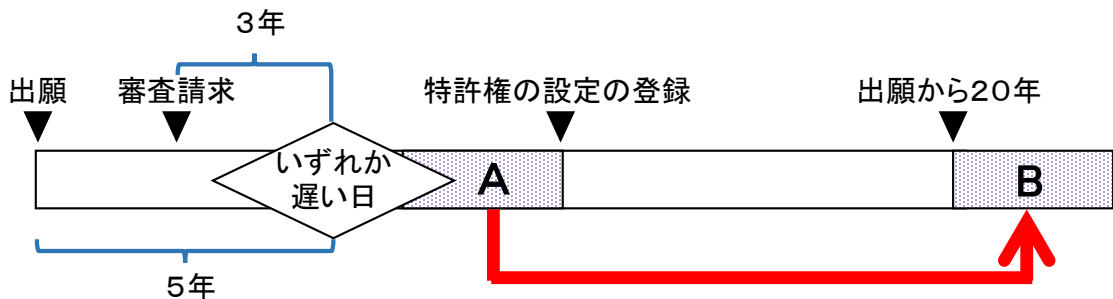 3年
出願
審査請求
特許権の設定の登録
出願から20年
いずれか
遅い日
A
B
5年